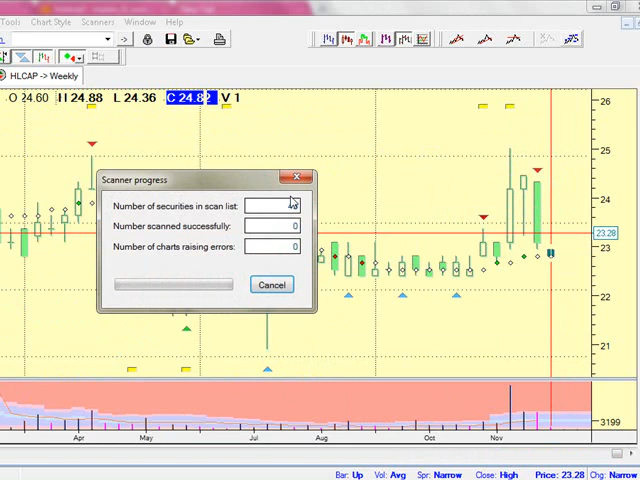 Tools Chart Style Scanners Window Help
HLCAP -> Weekly
O 24.60 H 24.88 L 24.36 C 24.82 V 1
26
Scanner progress
Number of securities in scan list:
24
Number scanned successfully: 0
23.28
Number of charts raising errors: 0
23
Cancel
22
21
3199
Apr May Jul Aug Oct Nov
Bar: Up Vol: Avg Spr: Narrow Close: High Price: 23.28 Chg: Narrow